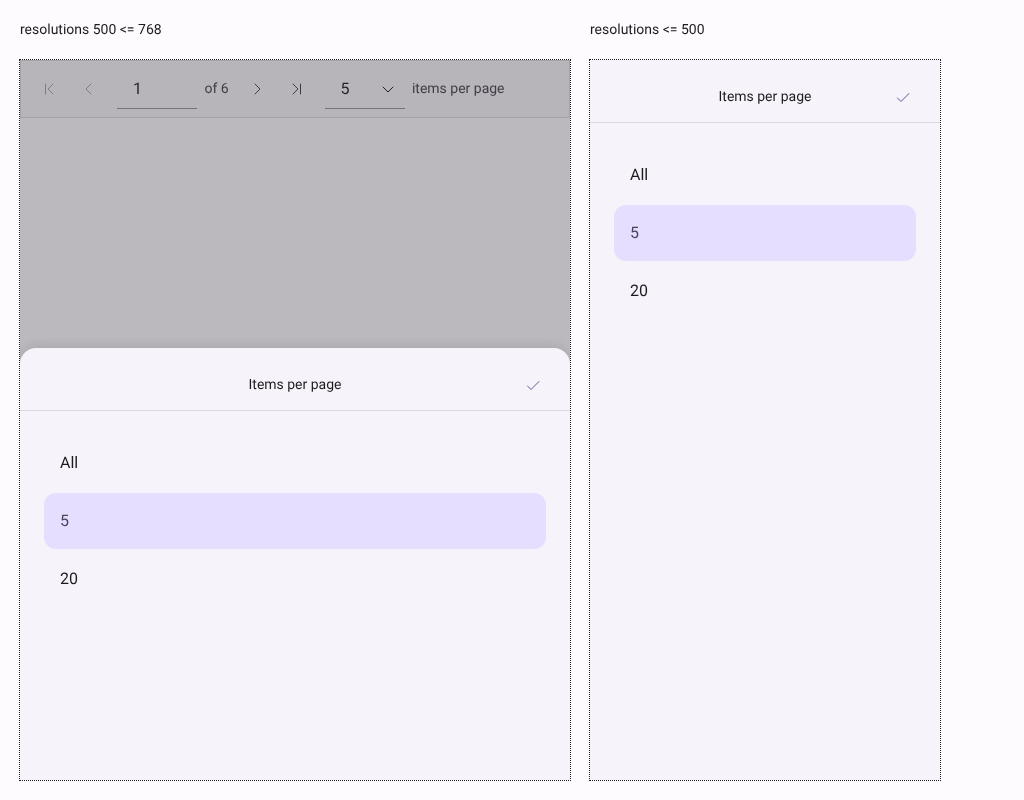 resolutions 500 <= 768
1 of 6 5 items per page
Items per page
All
5
20
resolutions <= 500
Items per page
All
5
20